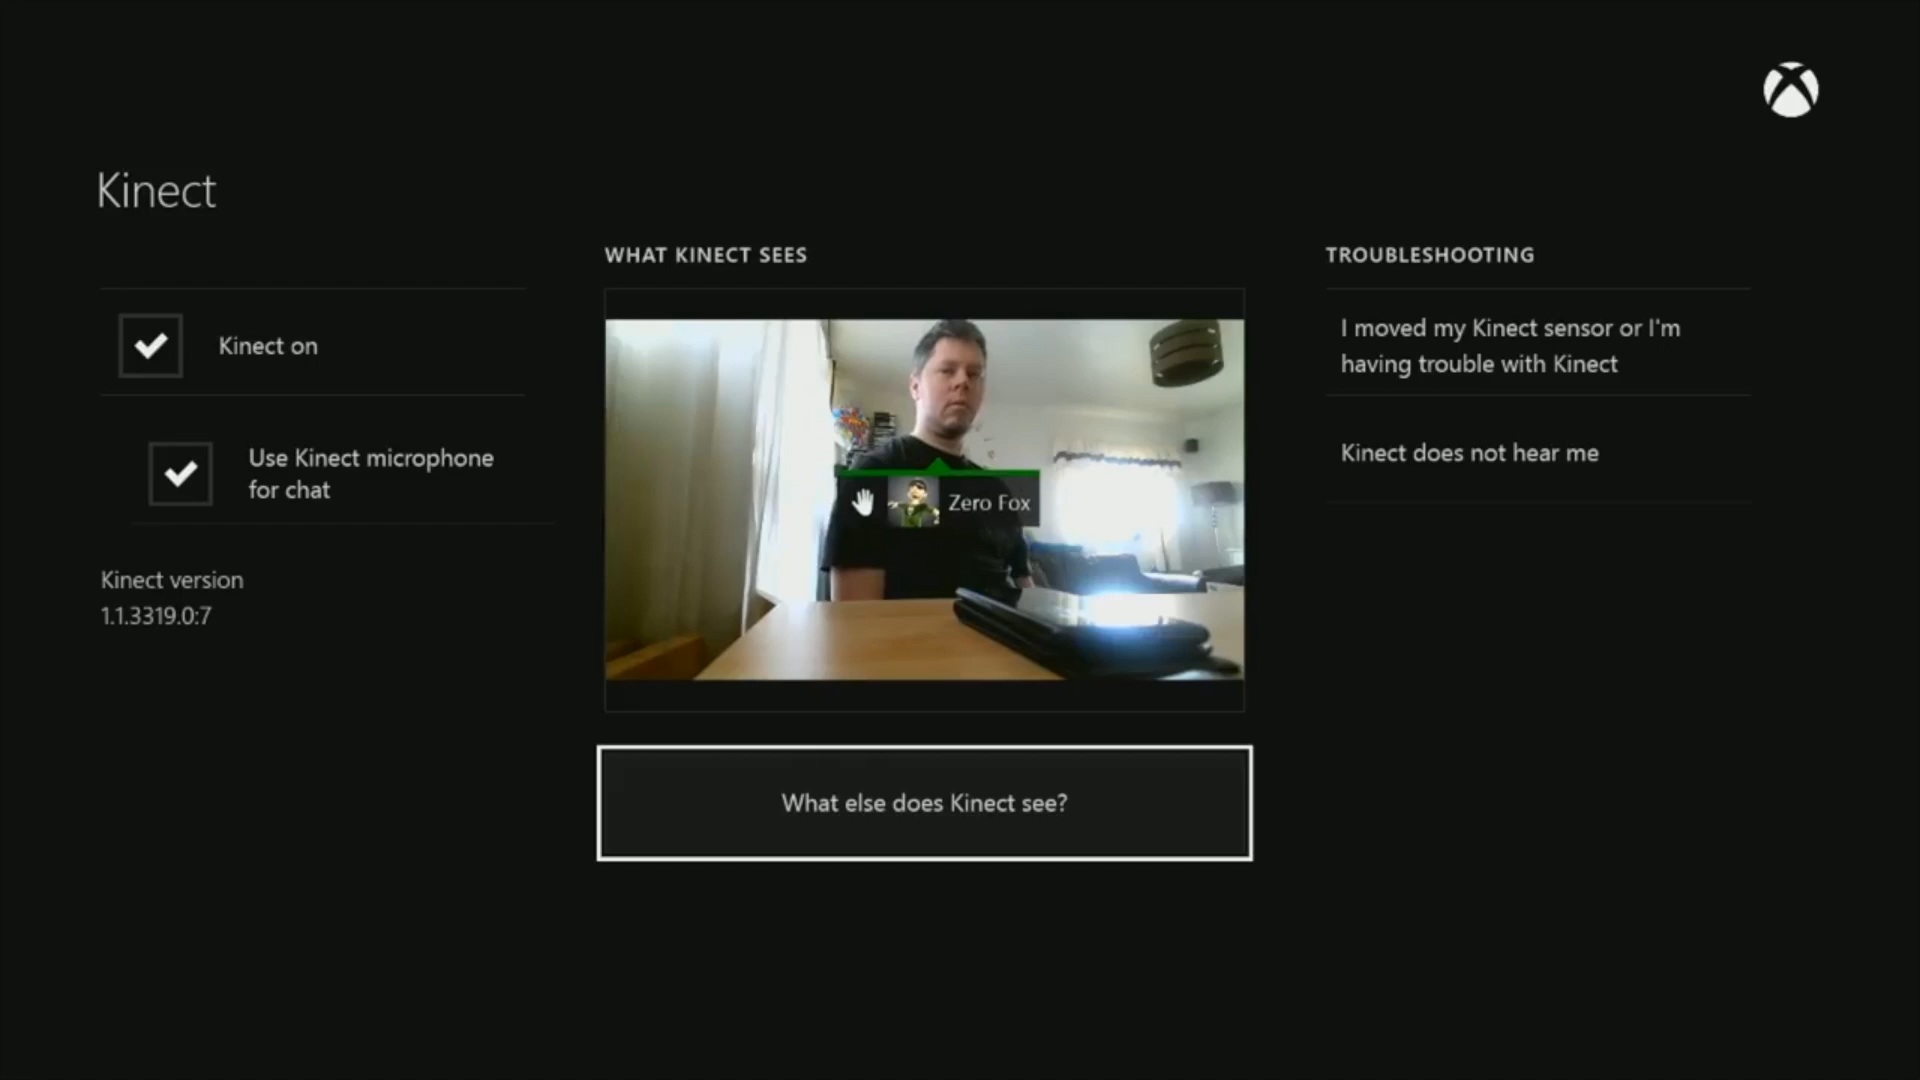 Kinect
Kinect on
Use Kinect microphone
for chat
Kinect version
1.1.3319.0:7
WHAT KINECT SEES
Zero Fox
What else does Kinect see?
TROUBLESHOOTING
I moved my Kinect sensor or I'm
having trouble with Kinect
Kinect does not hear me